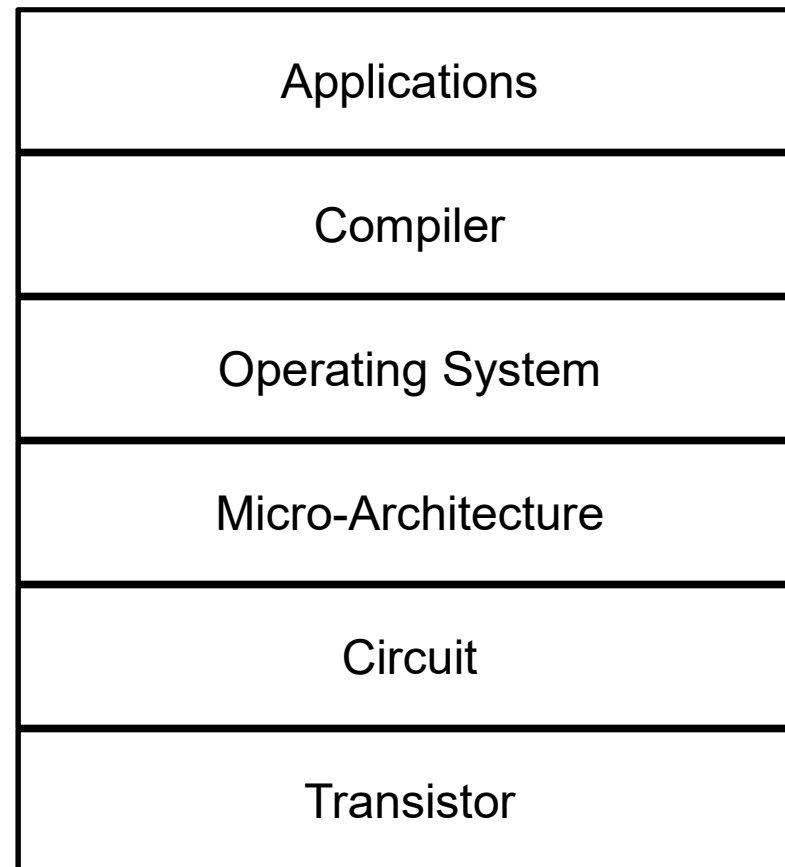 Applications
Compiler
Operating System
Micro-Architecture
Circuit
Transistor